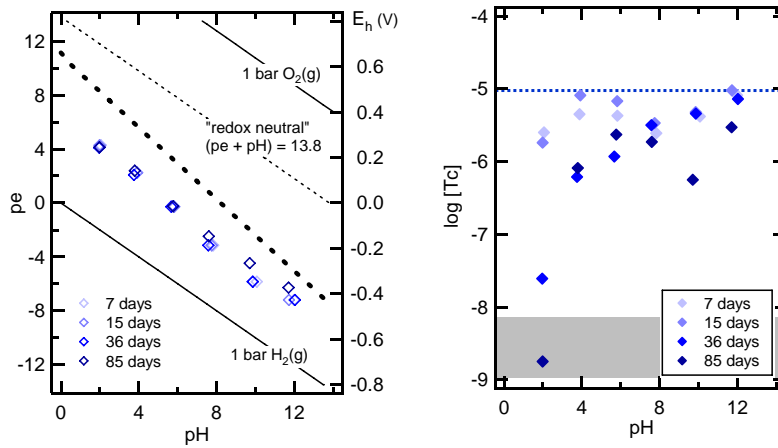 12
8
4
0
-4
-8
-12
pe
E_h (V)
0.6
0.4
0.2
0.0
-0.2
-0.4
-0.6
-0.8
1 bar O₂(g)
"redox neutral"
(pe + pH) = 13.8
1 bar H₂(g)
7 days
15 days
36 days
85 days
0
4
8
12
pH
-4
-5
-6
-7
-8
-9
log [Tc]
7 days
15 days
36 days
85 days
0
4
8
12
16
pH